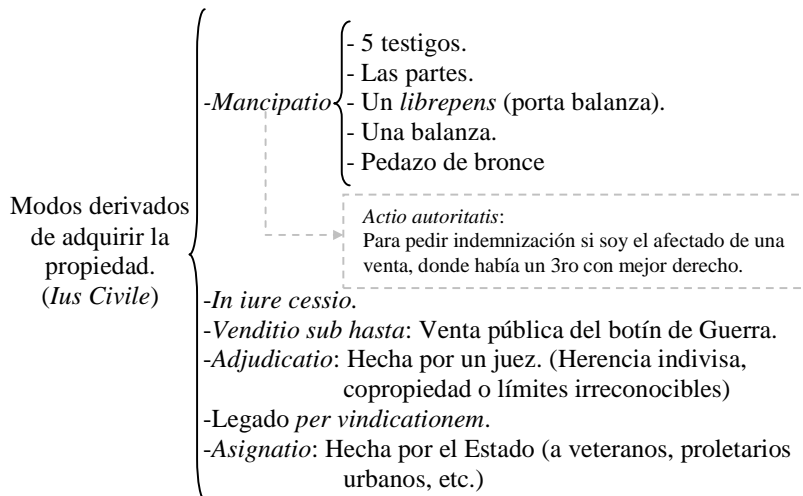 Modos derivados
de adquirir la
propiedad.
(Ius Civile)
-Mancipatio
- 5 testigos.
- Las partes.
- Un librepens (porta balanza).
- Una balanza.
- Pedazo de bronce
Actio autoritatis:
Para pedir indemnización si soy el afectado de una
venta, donde había un 3ro con mejor derecho.
-In iure cessio.
-Venditio sub hasta: Venta pública del botín de Guerra.
-Adjudicatio: Hecha por un juez. (Herencia indivisa,
copropiedad o límites irreconocibles)
-Legado per vindicationem.
-Asignatio: Hecha por el Estado (a veteranos, proletarios
urbanos, etc.)